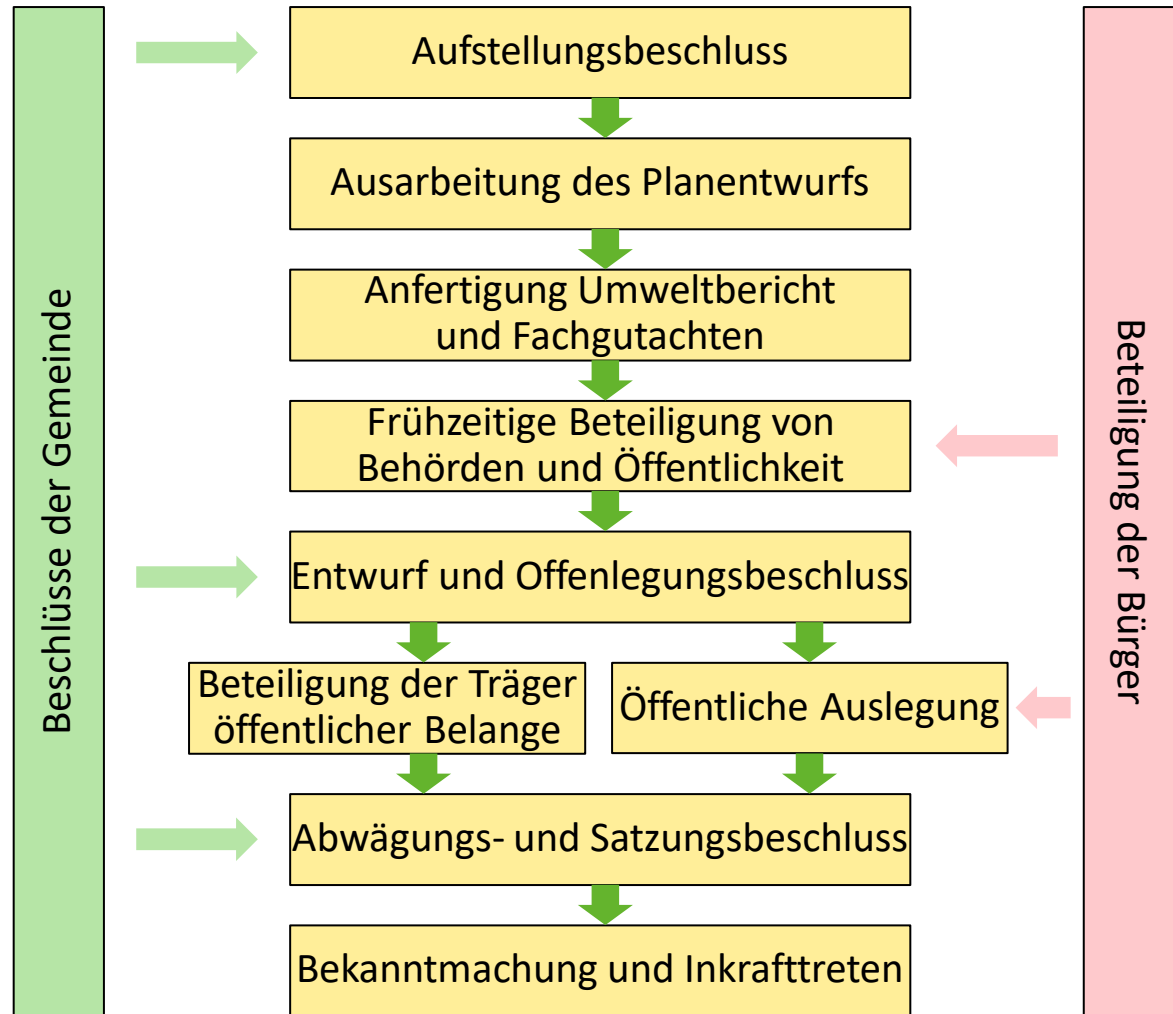 Beschlüsse der Gemeinde
Aufstellungsbeschluss
Ausarbeitung des Planentwurfs
Anfertigung Umweltbericht
und Fachgutachten
Frühzeitige Beteiligung von
Behörden und Öffentlichkeit
Entwurf und Offenlegungsbeschluss
Beteiligung der Träger
öffentlicher Belange
Öffentliche Auslegung
Abwägungs- und Satzungsbeschluss
Bekanntmachung und Inkrafttreten
Beteiligung der Bürger